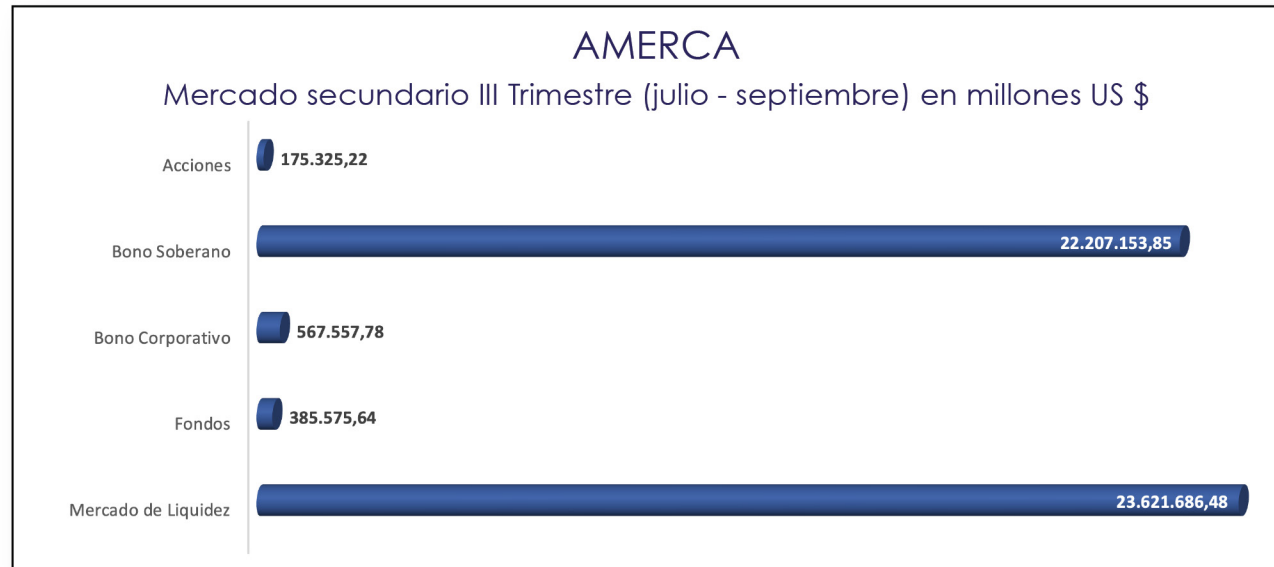 AMERCA
Mercado secundario III Trimestre (julio - septiembre) en millones US $
Acciones 175.325,22
Bono Soberano 22.207.153,85
Bono Corporativo 567.557,78
Fondos 385.575,64
Mercado de Liquidez 23.621.686,48